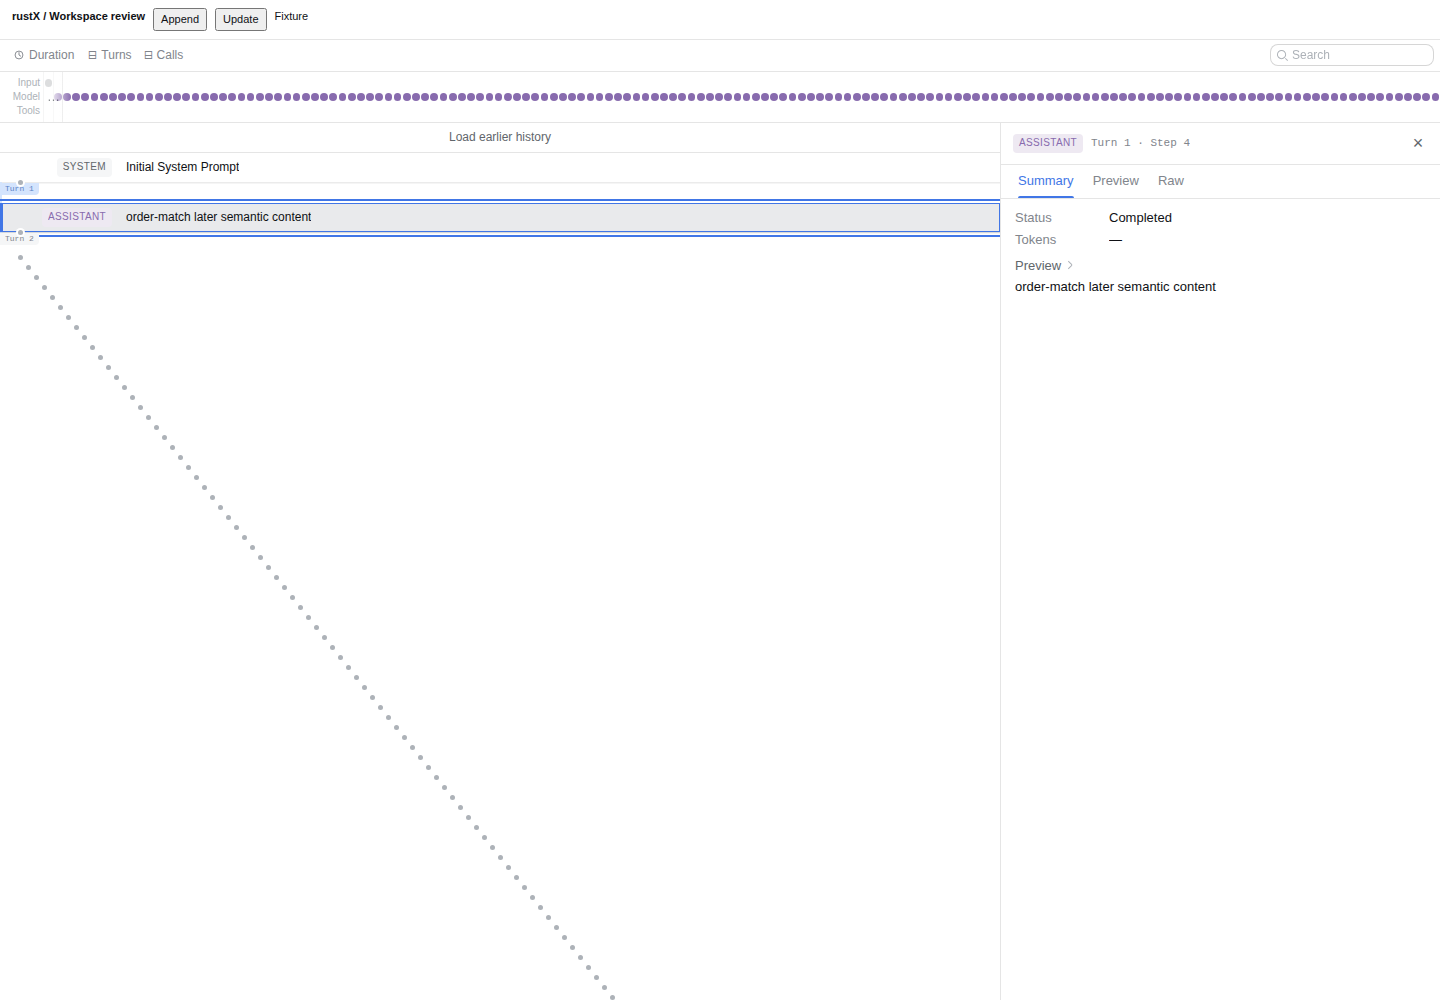 rustX / Workspace review Append Update Fixture
Duration Turns Calls Search
Input
Model
Tools
Load earlier history
SYSTEM Initial System Prompt
Turn 1
ASSISTANT order-match later semantic content
Turn 2
ASSISTANT Turn 1 · Step 4 ×
Summary Preview Raw
Status Completed
Tokens —
Preview
order-match later semantic content